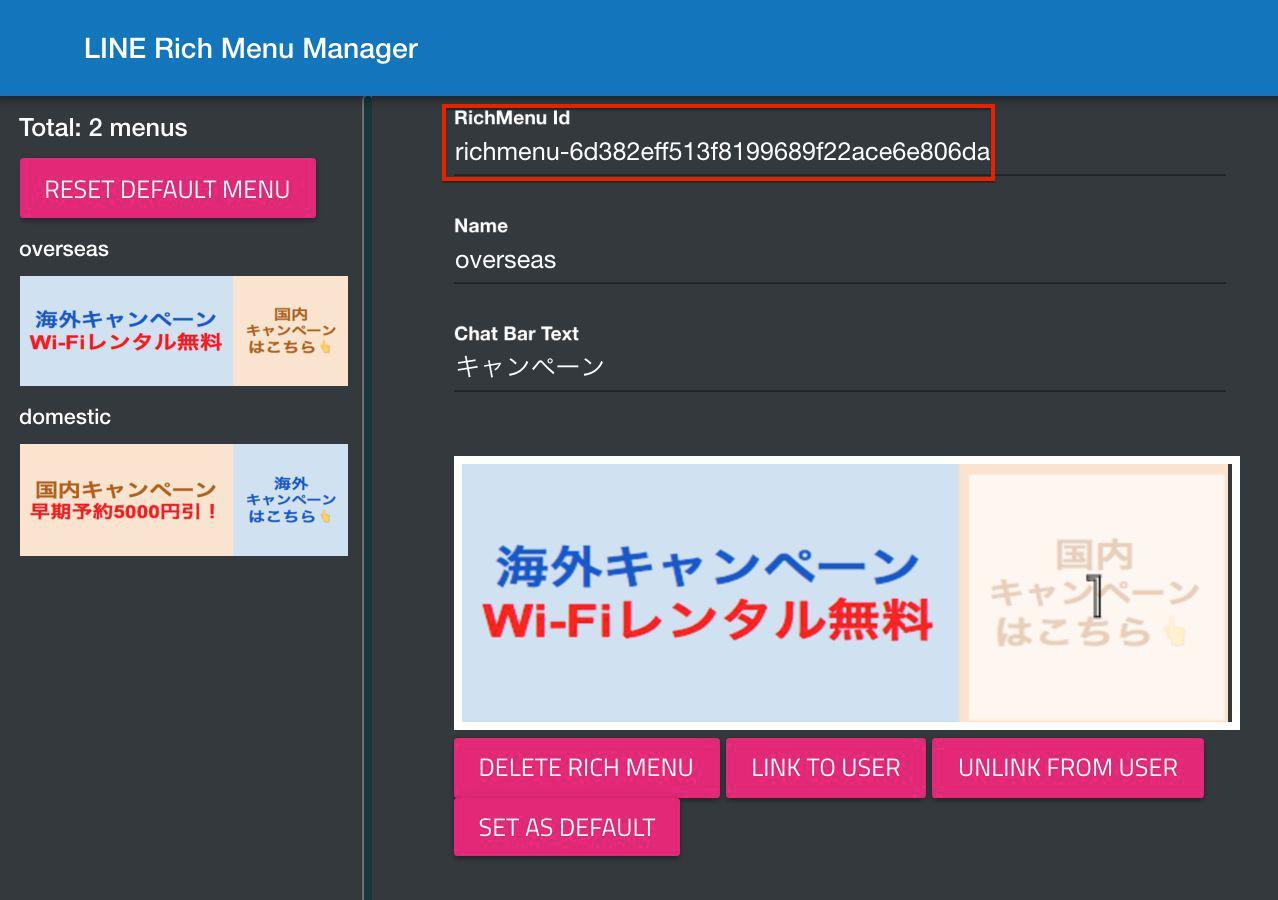 LINE Rich Menu Manager
Total: 2 menus
RESET DEFAULT MENU
overseas
海外キャンペーン
Wi-Fiレンタル無料
国内
キャンペーン
はこちら👆
domestic
国内キャンペーン
早期予約5000円引！
海外
キャンペーン
はこちら👆
RichMenu Id
richmenu-6d382eff513f8199689f22ace6e806da
Name
overseas
Chat Bar Text
キャンペーン
海外キャンペーン
Wi-Fiレンタル無料
国内
キャンペーン
はこちら👆
1
DELETE RICH MENU
LINK TO USER
UNLINK FROM USER
SET AS DEFAULT